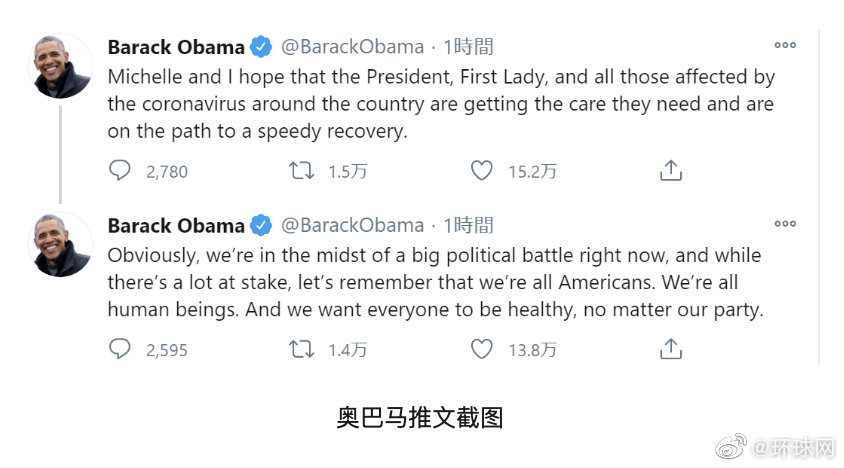 Barack Obama @BarackObama · 1時間
Michelle and I hope that the President, First Lady, and all those affected by
the coronavirus around the country are getting the care they need and are
on the path to a speedy recovery.
2,780 1.5万 15.2万
Barack Obama @BarackObama · 1時間
Obviously, we’re in the midst of a big political battle right now, and while
there’s a lot at stake, let’s remember that we’re all Americans. We’re all
human beings. And we want everyone to be healthy, no matter our party.
2,595 1.4万 13.8万
奥巴马推文截图
@环球网